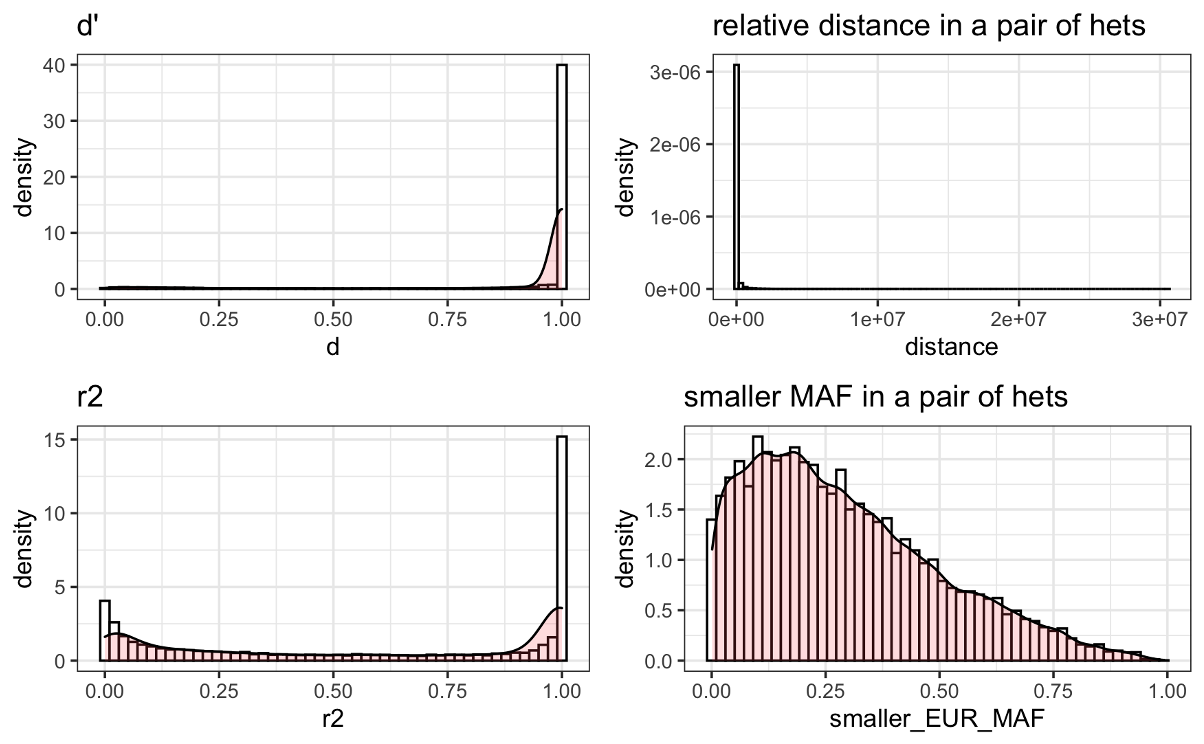 d'
40
30
20
10
0
density
0.00 0.25 0.50 0.75 1.00
d
relative distance in a pair of hets
3e-06
2e-06
1e-06
0e+00
density
0e+00 1e+07 2e+07 3e+07
distance
r2
15
10
5
0
density
0.00 0.25 0.50 0.75 1.00
r2
smaller MAF in a pair of hets
2.0
1.5
1.0
0.5
0.0
density
0.00 0.25 0.50 0.75 1.00
smaller_EUR_MAF